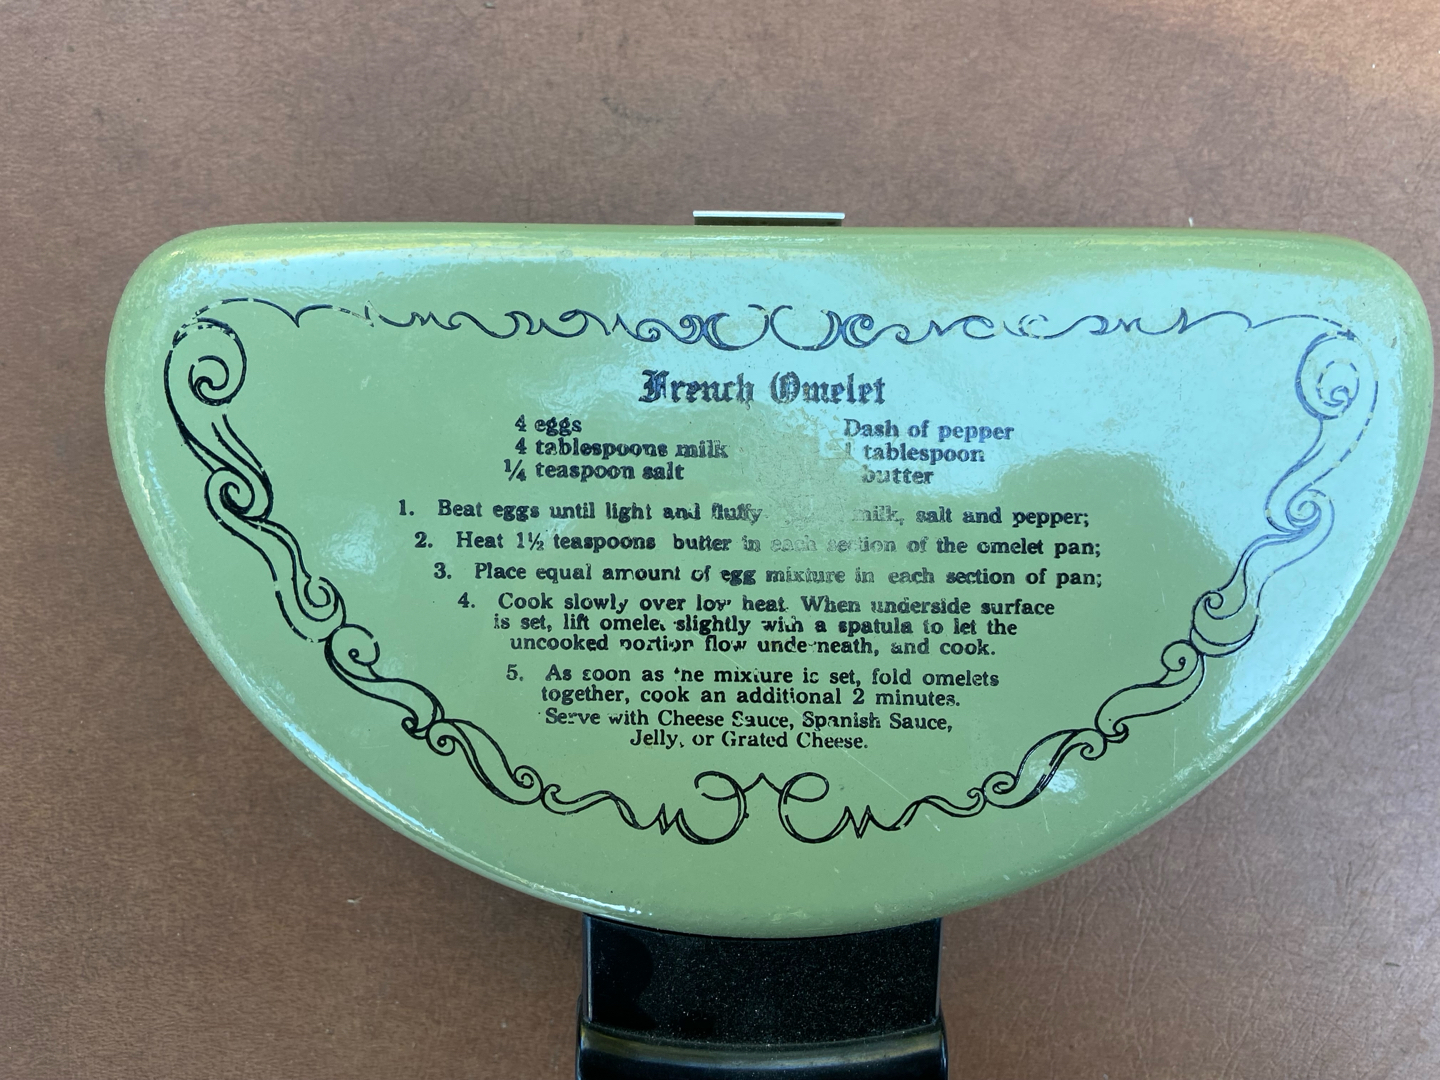 French Omelet
4 eggs
4 tablespoons milk
1/4 teaspoon salt
Dash of pepper
1 tablespoon
butter
1. Beat eggs until light and fluffy milk, salt and pepper;
2. Heat 1½ teaspoons butter in each section of the omelet pan;
3. Place equal amount of egg mixture in each section of pan;
4. Cook slowly over low heat. When underside surface
is set, lift omelet slightly with a spatula to let the
uncooked portion flow underneath, and cook.
5. As soon as the mixture is set, fold omelets
together, cook an additional 2 minutes.
Serve with Cheese Sauce, Spanish Sauce,
Jelly, or Grated Cheese.